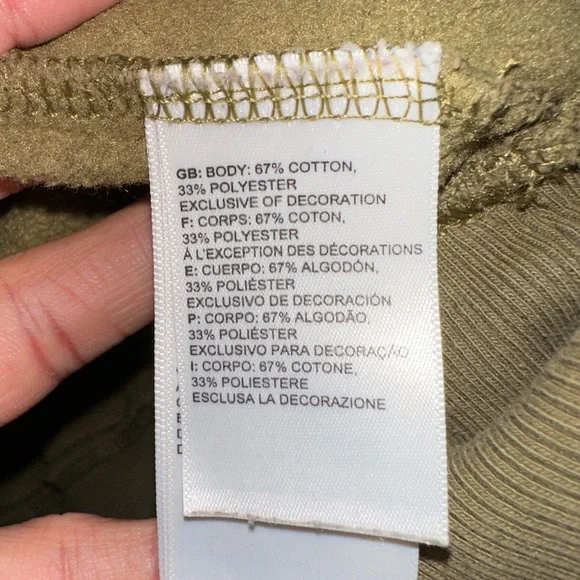 GB: BODY: 67% COTTON,
33% POLYESTER
EXCLUSIVE OF DECORATION
F: CORPS: 67% COTON,
33% POLYESTER
À L'EXCEPTION DES DÉCORATIONS
E: CUERPO: 67% ALGODÓN,
33% POLIÉSTER
EXCLUSIVO DE DECORACIÓN
P: CORPO: 67% ALGODÃO,
33% POLIÉSTER
EXCLUSIVO PARA DECORAÇÃO
I: CORPO: 67% COTONE,
33% POLIESTERE
ESCLUSA LA DECORAZIONE